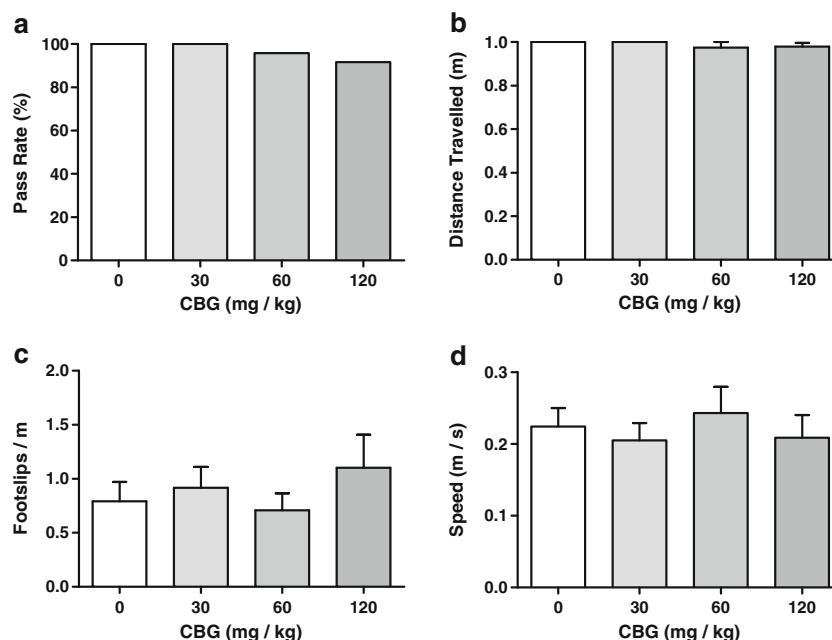 a
Pass Rate (%)
100
80
60
40
20
0
0 30 60 120
CBG (mg / kg)
b
Distance Travelled (m)
1.0
0.8
0.6
0.4
0.2
0.0
0 30 60 120
CBG (mg / kg)
c
Footslips / m
2.0
1.5
1.0
0.5
0.0
0 30 60 120
CBG (mg / kg)
d
Speed (m / s)
0.3
0.2
0.1
0.0
0 30 60 120
CBG (mg / kg)